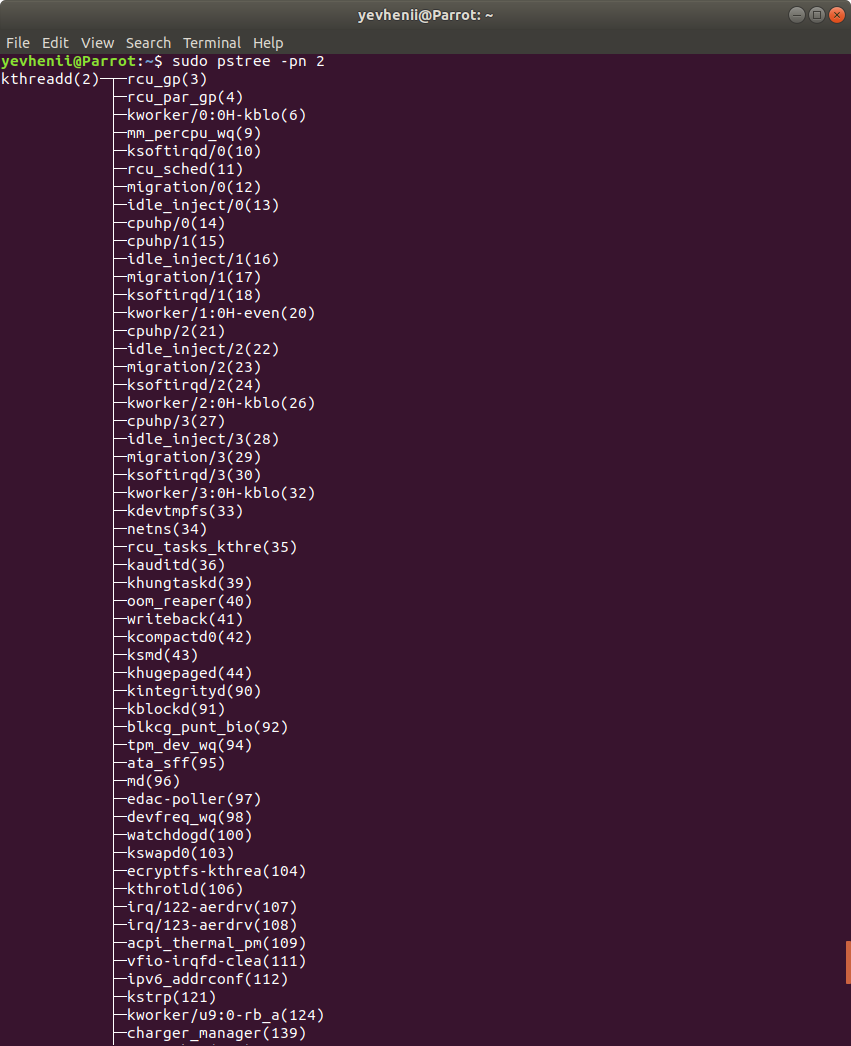 yevhenii@Parrot: ~
File Edit View Search Terminal Help
yevhenii@Parrot:~$ sudo pstree -pn 2
kthreadd(2)─┬─rcu_gp(3)
├─rcu_par_gp(4)
├─kworker/0:0H-kblo(6)
├─mm_percpu_wq(9)
├─ksoftirqd/0(10)
├─rcu_sched(11)
├─migration/0(12)
├─idle_inject/0(13)
├─cpuhp/0(14)
├─cpuhp/1(15)
├─idle_inject/1(16)
├─migration/1(17)
├─ksoftirqd/1(18)
├─kworker/1:0H-even(20)
├─cpuhp/2(21)
├─idle_inject/2(22)
├─migration/2(23)
├─ksoftirqd/2(24)
├─kworker/2:0H-kblo(26)
├─cpuhp/3(27)
├─idle_inject/3(28)
├─migration/3(29)
├─ksoftirqd/3(30)
├─kworker/3:0H-kblo(32)
├─kdevtmpfs(33)
├─netns(34)
├─rcu_tasks_kthre(35)
├─kauditd(36)
├─khungtaskd(39)
├─oom_reaper(40)
├─writeback(41)
├─kcompactd0(42)
├─ksmd(43)
├─khugepaged(44)
├─kintegrityd(90)
├─kblockd(91)
├─blkcg_punt_bio(92)
├─tpm_dev_wq(94)
├─ata_sff(95)
├─md(96)
├─edac-poller(97)
├─devfreq_wq(98)
├─watchdogd(100)
├─kswapd0(103)
├─ecryptfs-kthrea(104)
├─kthrotld(106)
├─irq/122-aerdrv(107)
├─irq/123-aerdrv(108)
├─acpi_thermal_pm(109)
├─vfio-irqfd-clea(111)
├─ipv6_addrconf(112)
├─kstrp(121)
├─kworker/u9:0-rb_a(124)
├─charger_manager(139)